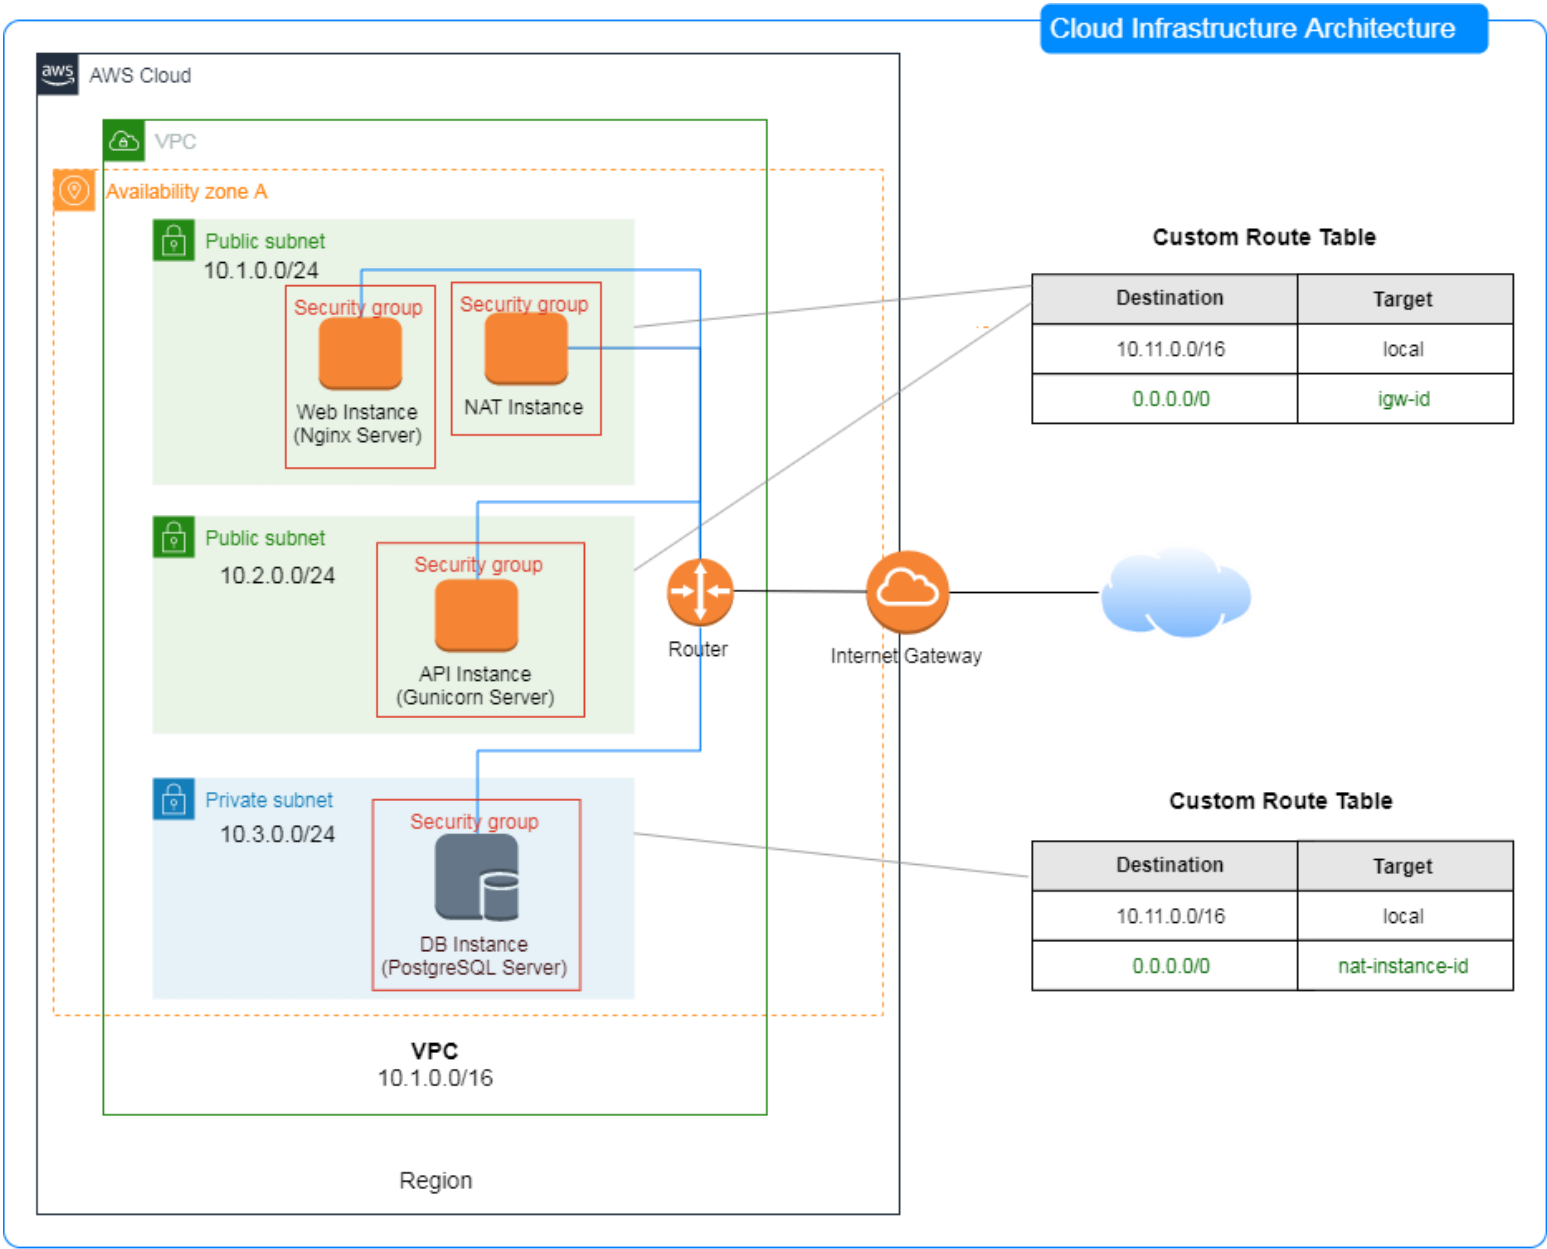 Cloud Infrastructure Architecture
aws
AWS Cloud
VPC
Availability zone A
Public subnet
10.1.0.0/24
Security group
Web Instance
(Nginx Server)
Security group
NAT Instance
Public subnet
10.2.0.0/24
Security group
API Instance
(Gunicorn Server)
Router
Internet Gateway
Private subnet
10.3.0.0/24
Security group
DB Instance
(PostgreSQL Server)
VPC
10.1.0.0/16
Region
Custom Route Table
Destination Target
10.11.0.0/16 local
0.0.0.0/0 igw-id
Custom Route Table
Destination Target
10.11.0.0/16 local
0.0.0.0/0 nat-instance-id